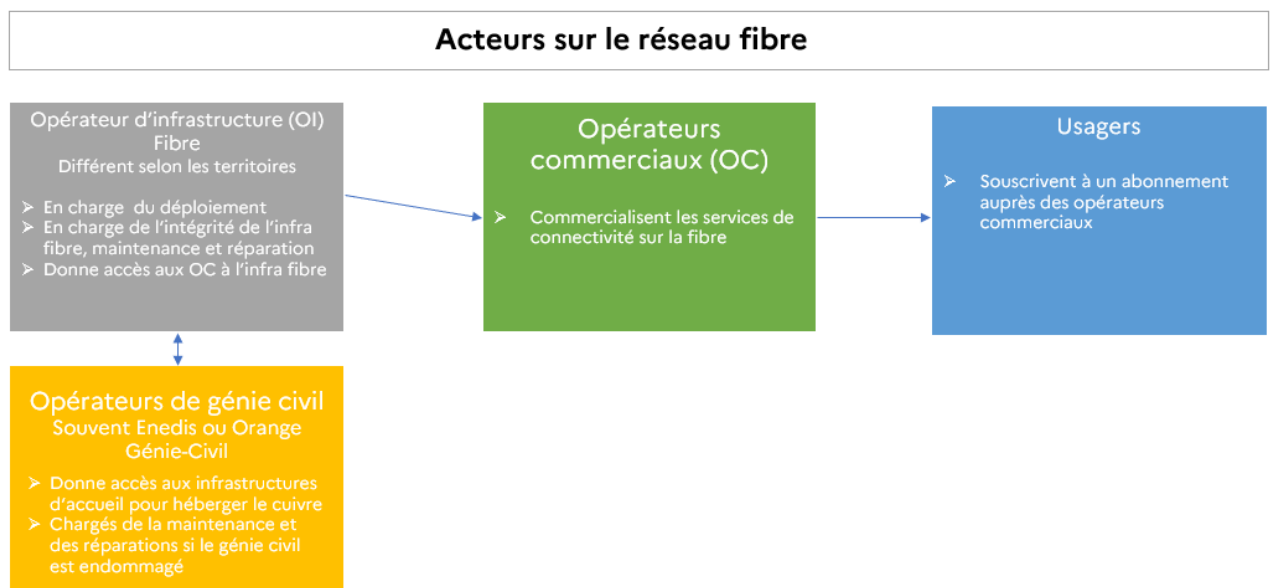 Acteurs sur le réseau fibre
Opérateur d’infrastructure (OI)
Fibre
Différent selon les territoires
➢ En charge du déploiement
➢ En charge de l’intégrité de l’infra
fibre, maintenance et réparation
➢ Donne accès aux OC à l’infra fibre
Opérateurs
commerciaux (OC)
➢ Commercialisent les services de
connectivité sur la fibre
Usagers
➢ Souscrivent à un abonnement
auprès des opérateurs
commerciaux
Opérateurs de génie civil
Souvent Enedis ou Orange
Génie-Civil
➢ Donne accès aux infrastructures
d’accueil pour héberger le cuivre
➢ Chargés de la maintenance et
des réparations si le génie civil
est endommagé